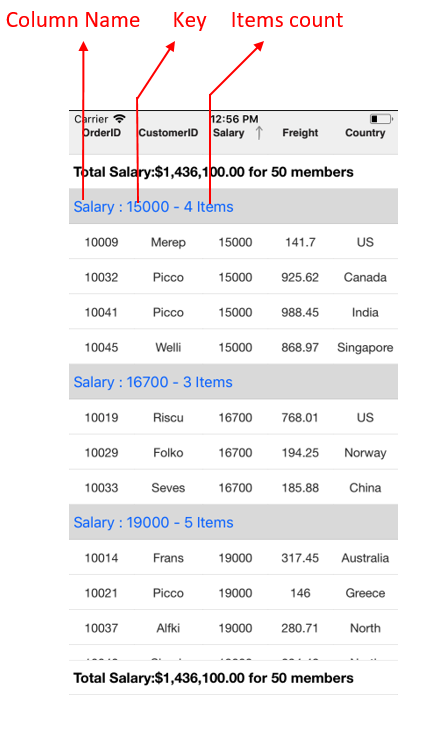 Column Name Key Items count
Carrier 12:56 PM
OrderID CustomerID Salary Freight Country
Total Salary:$1,436,100.00 for 50 members
Salary : 15000 - 4 Items
10009 Merep 15000 141.7 US
10032 Picco 15000 925.62 Canada
10041 Picco 15000 988.45 India
10045 Welli 15000 868.97 Singapore
Salary : 16700 - 3 Items
10019 Riscu 16700 768.01 US
10029 Folko 16700 194.25 Norway
10033 Seves 16700 185.88 China
Salary : 19000 - 5 Items
10014 Frans 19000 317.45 Australia
10021 Picco 19000 146 Greece
10037 Alfki 19000 280.71 North
Total Salary:$1,436,100.00 for 50 members